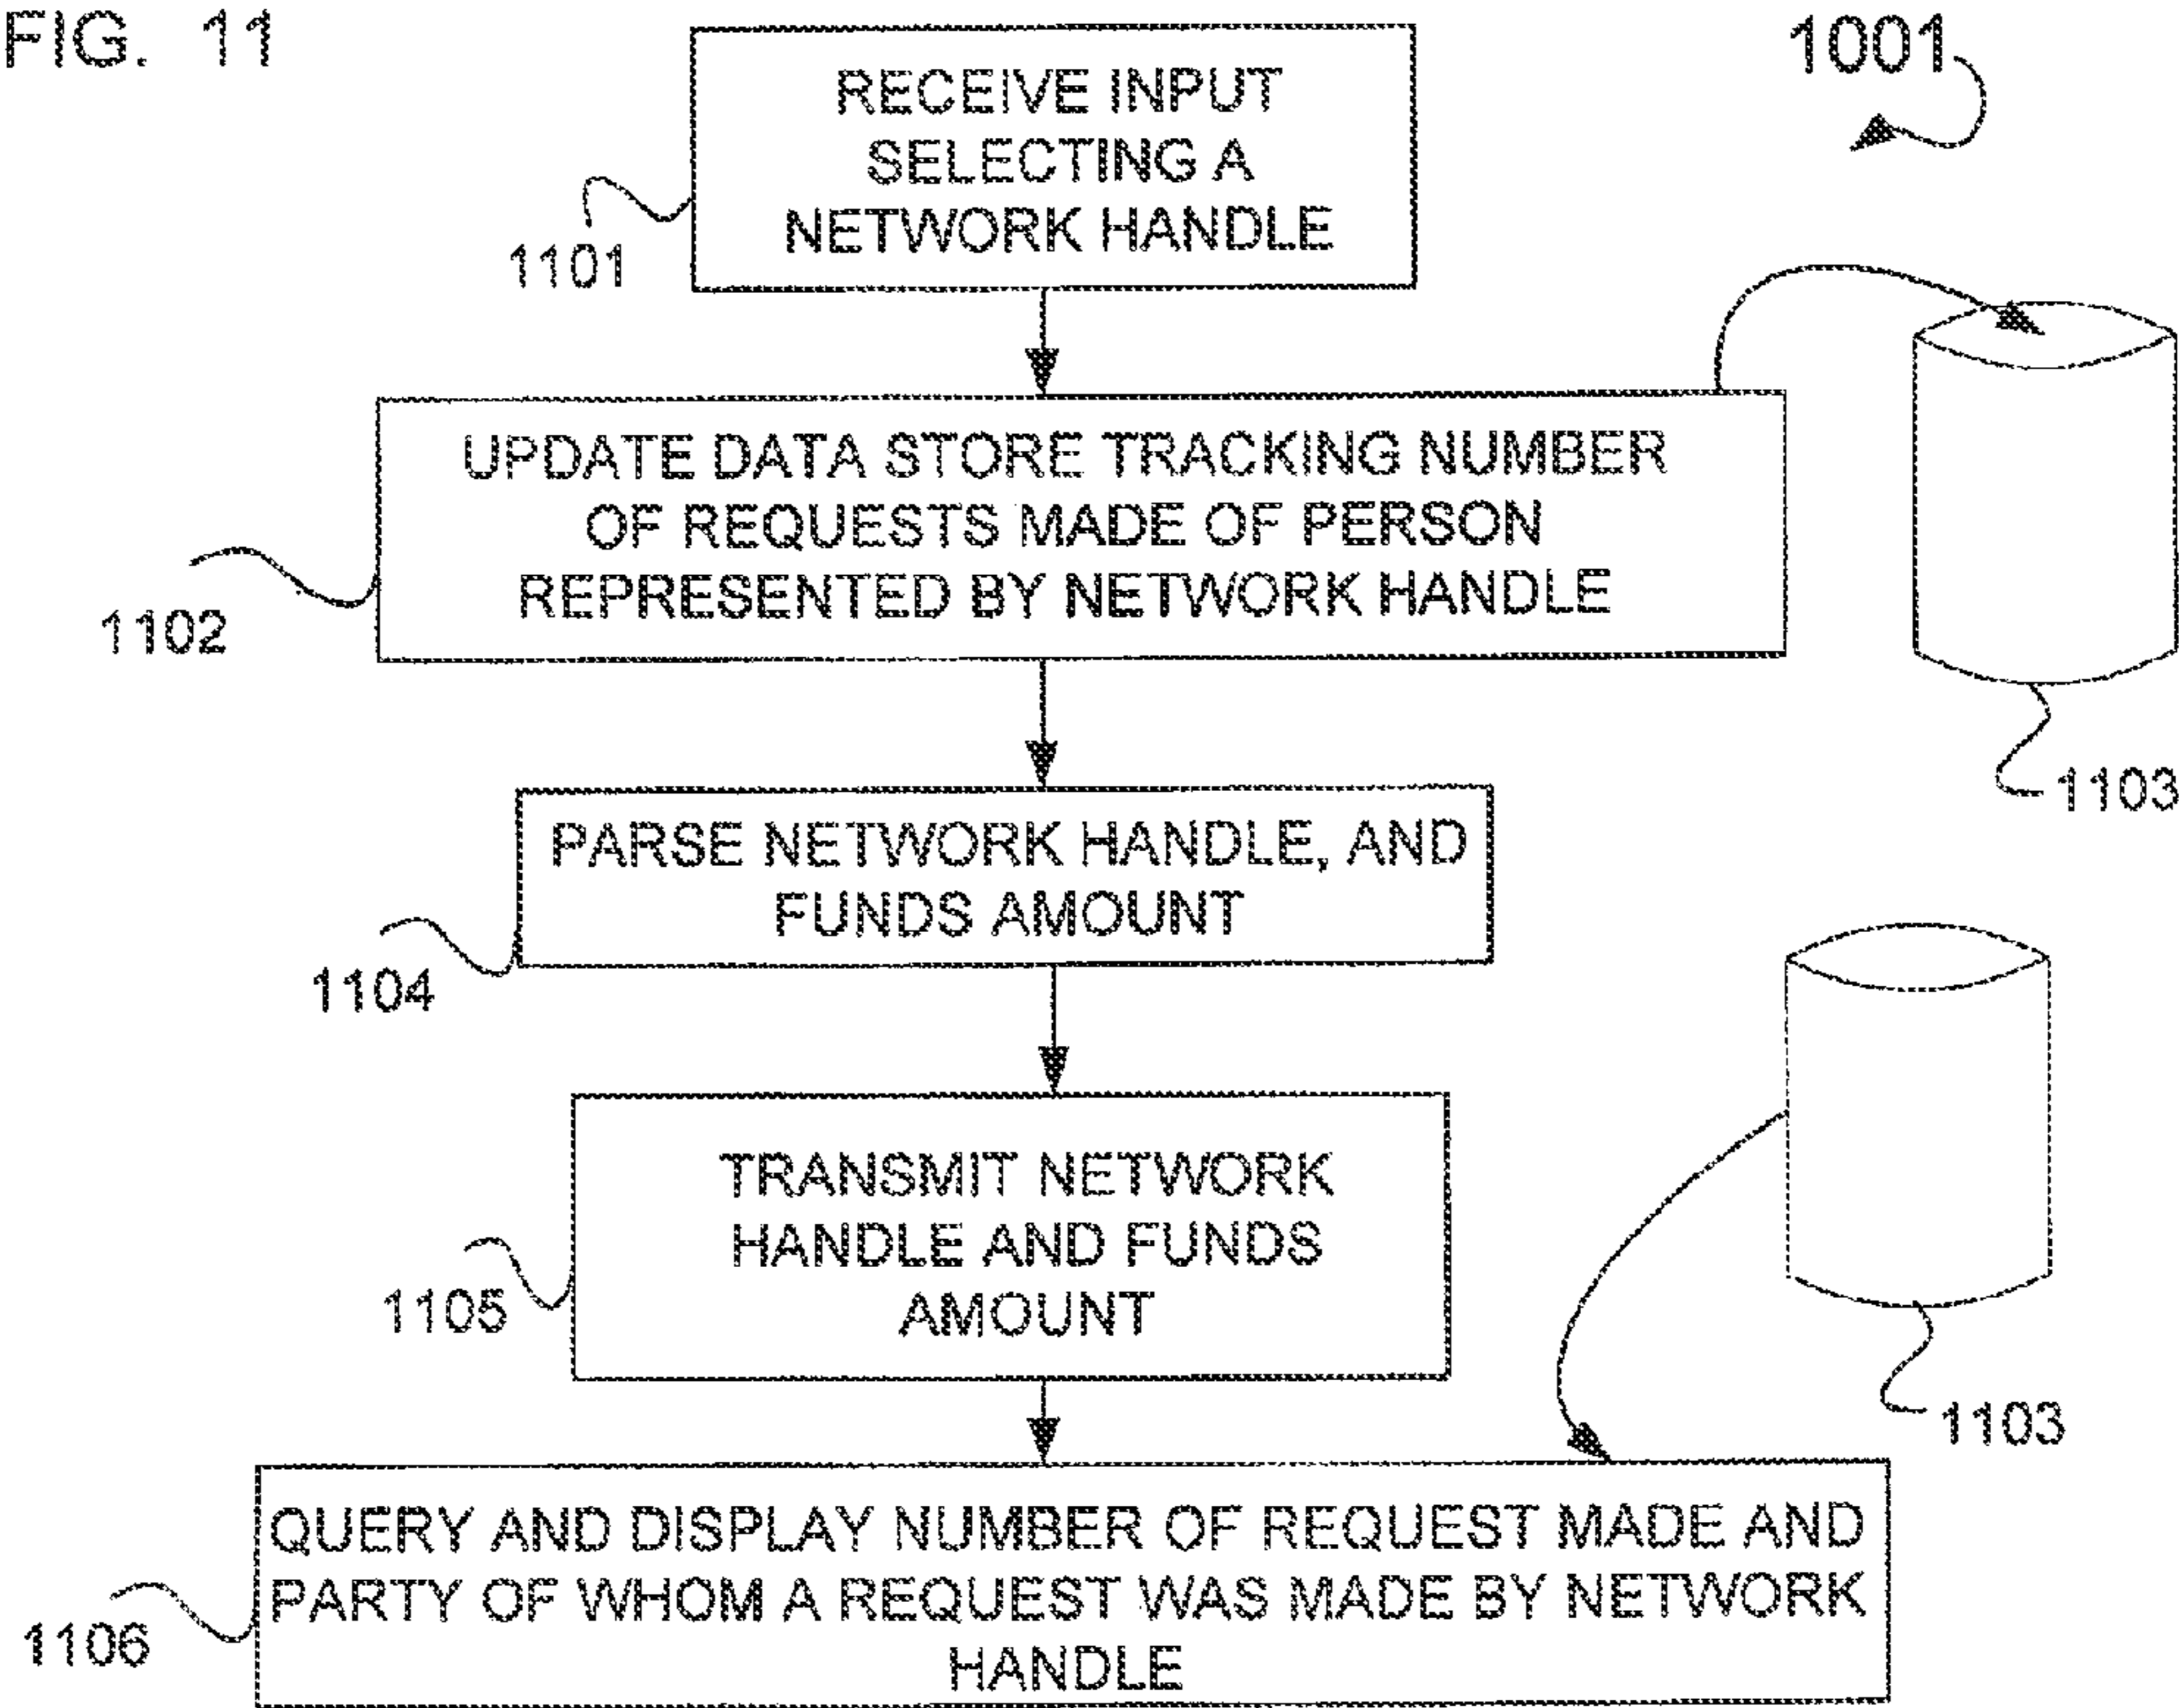 FIG. 11
1001
RECEIVE INPUT
SELECTING A
NETWORK HANDLE
1101
UPDATE DATA STORE TRACKING NUMBER
OF REQUESTS MADE OF PERSON
REPRESENTED BY NETWORK HANDLE
1102
1103
PARSE NETWORK HANDLE, AND
FUNDS AMOUNT
1104
TRANSMIT NETWORK
HANDLE AND FUNDS
AMOUNT
1105
1103
QUERY AND DISPLAY NUMBER OF REQUEST MADE AND
PARTY OF WHOM A REQUEST WAS MADE BY NETWORK
HANDLE
1106